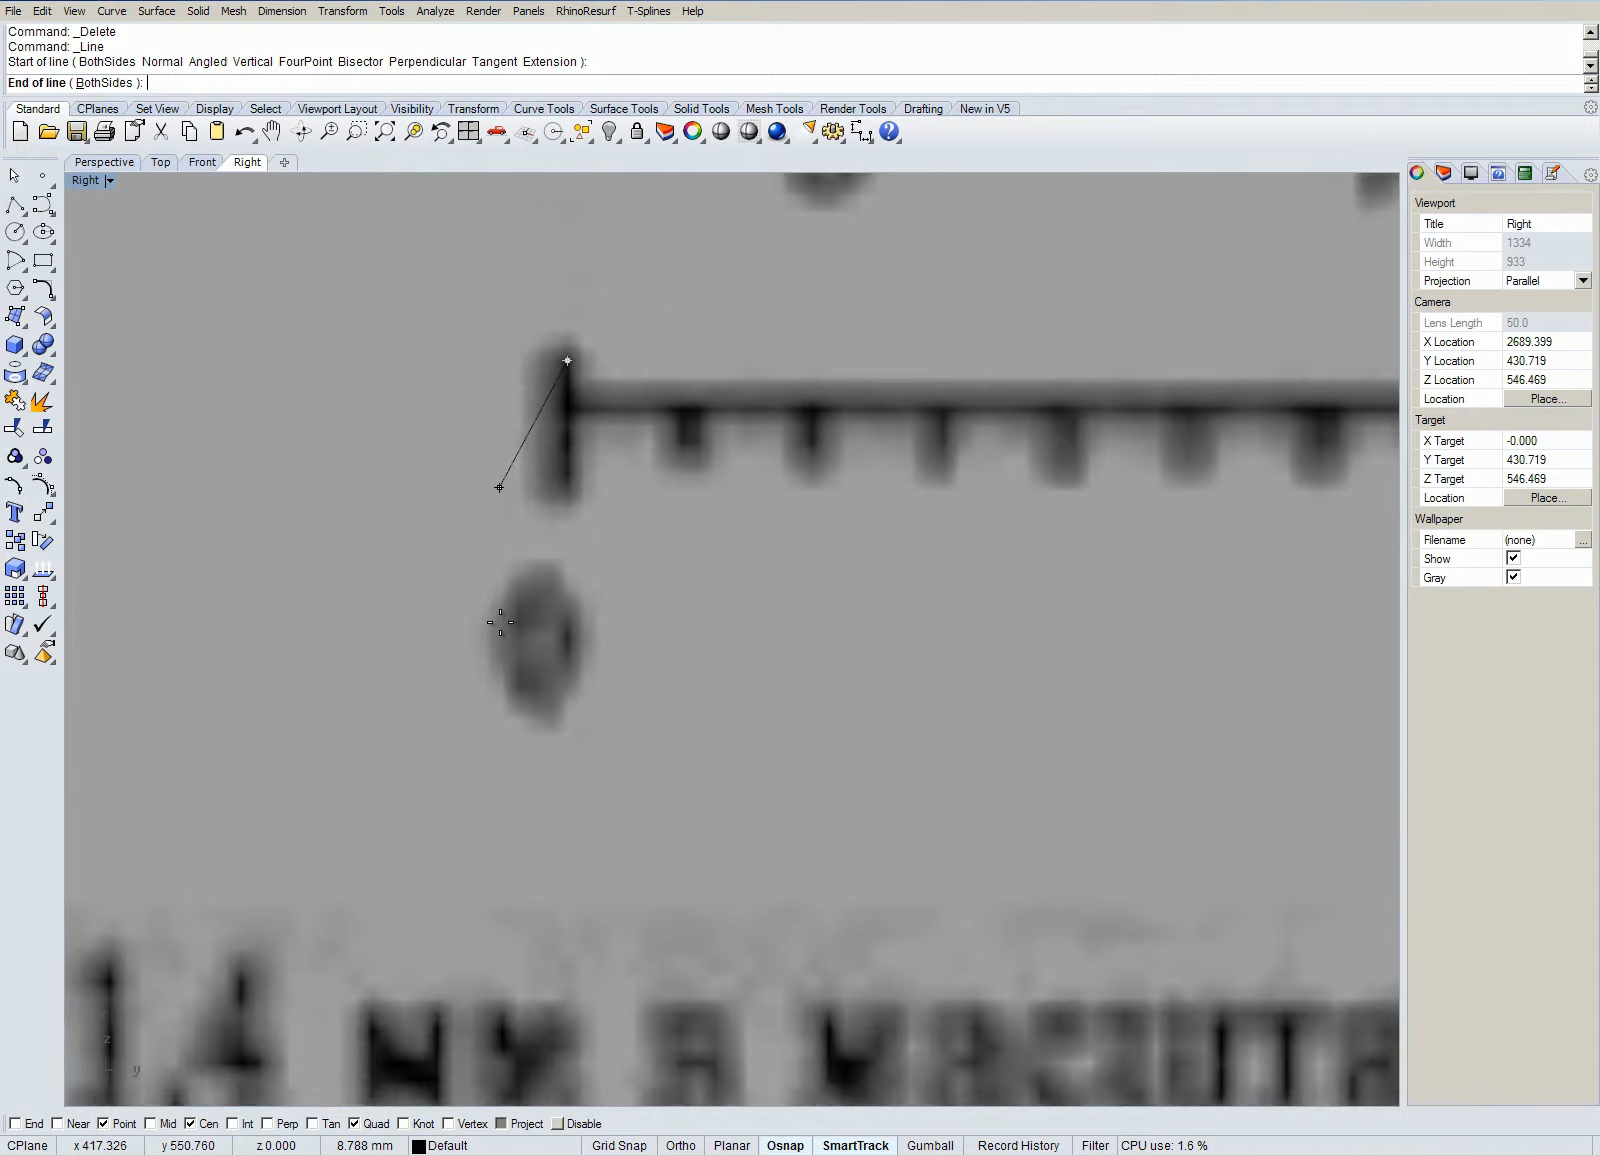 File Edit View Curve Surface Solid Mesh Dimension Transform Tools Analyze Render Panels RhinoResurf T-Splines Help
Command: _Delete
Command: _Line
Start of line ( BothSides Normal Angled Vertical FourPoint Bisector Perpendicular Tangent Extension ):
End of line ( BothSides ):
Standard CPlanes Set View Display Select Viewport Layout Visibility Transform Curve Tools Surface Tools Solid Tools Mesh Tools Render Tools Drafting New in V5
Perspective Top Front Right
Right
Viewport
Title Right
Width 1334
Height 933
Projection Parallel
Camera
Lens Length 50.0
X Location 2689.399
Y Location 430.719
Z Location 546.469
Location Place...
Target
X Target -0.000
Y Target 430.719
Z Target 546.469
Location Place...
Wallpaper
Filename (none) ...
Show
Gray
z
y
End Near Point Mid Cen Int Perp Tan Quad Knot Vertex Project Disable
CPlane x 417.326 y 550.760 z 0.000 8.788 mm Default Grid Snap Ortho Planar Osnap SmartTrack Gumball Record History Filter CPU use: 1.6 %